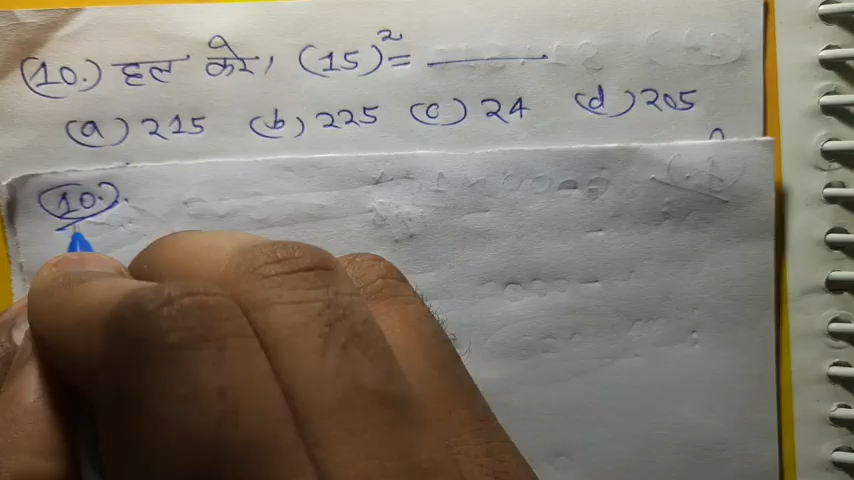 (10.) हल करे, (15)² = ______
(a) 215 (b) 225 (c) 24 (d) 205
10.